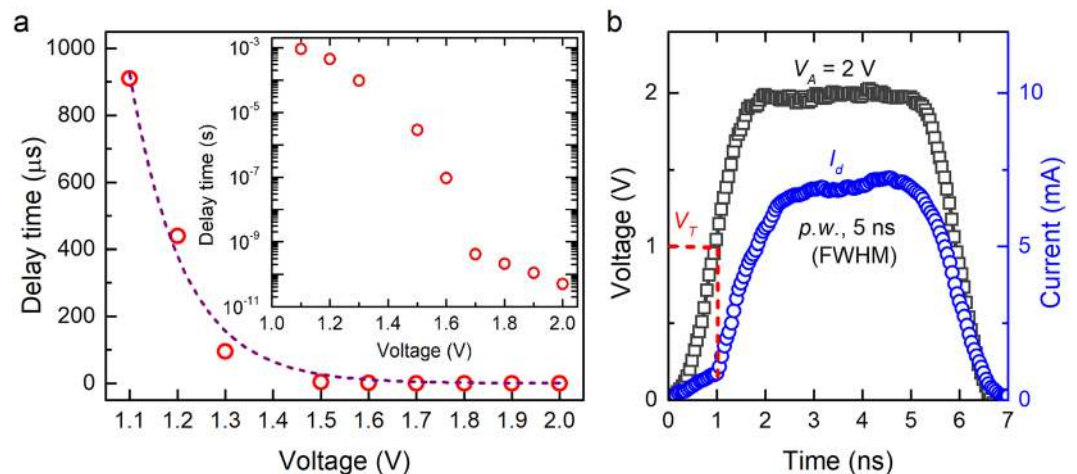 a
1000
800
600
400
200
0
Delay time (μs)
1.1 1.2 1.3 1.4 1.5 1.6 1.7 1.8 1.9 2.0
Voltage (V)
10⁻³
10⁻⁵
10⁻⁷
10⁻⁹
10⁻¹¹
Delay time (s)
1.0 1.2 1.4 1.6 1.8 2.0
Voltage (V)
b
2
1
0
Voltage (V)
V_A = 2 V
I_d
V_T
p.w., 5 ns
(FWHM)
10
5
0
Current (mA)
0 1 2 3 4 5 6 7
Time (ns)